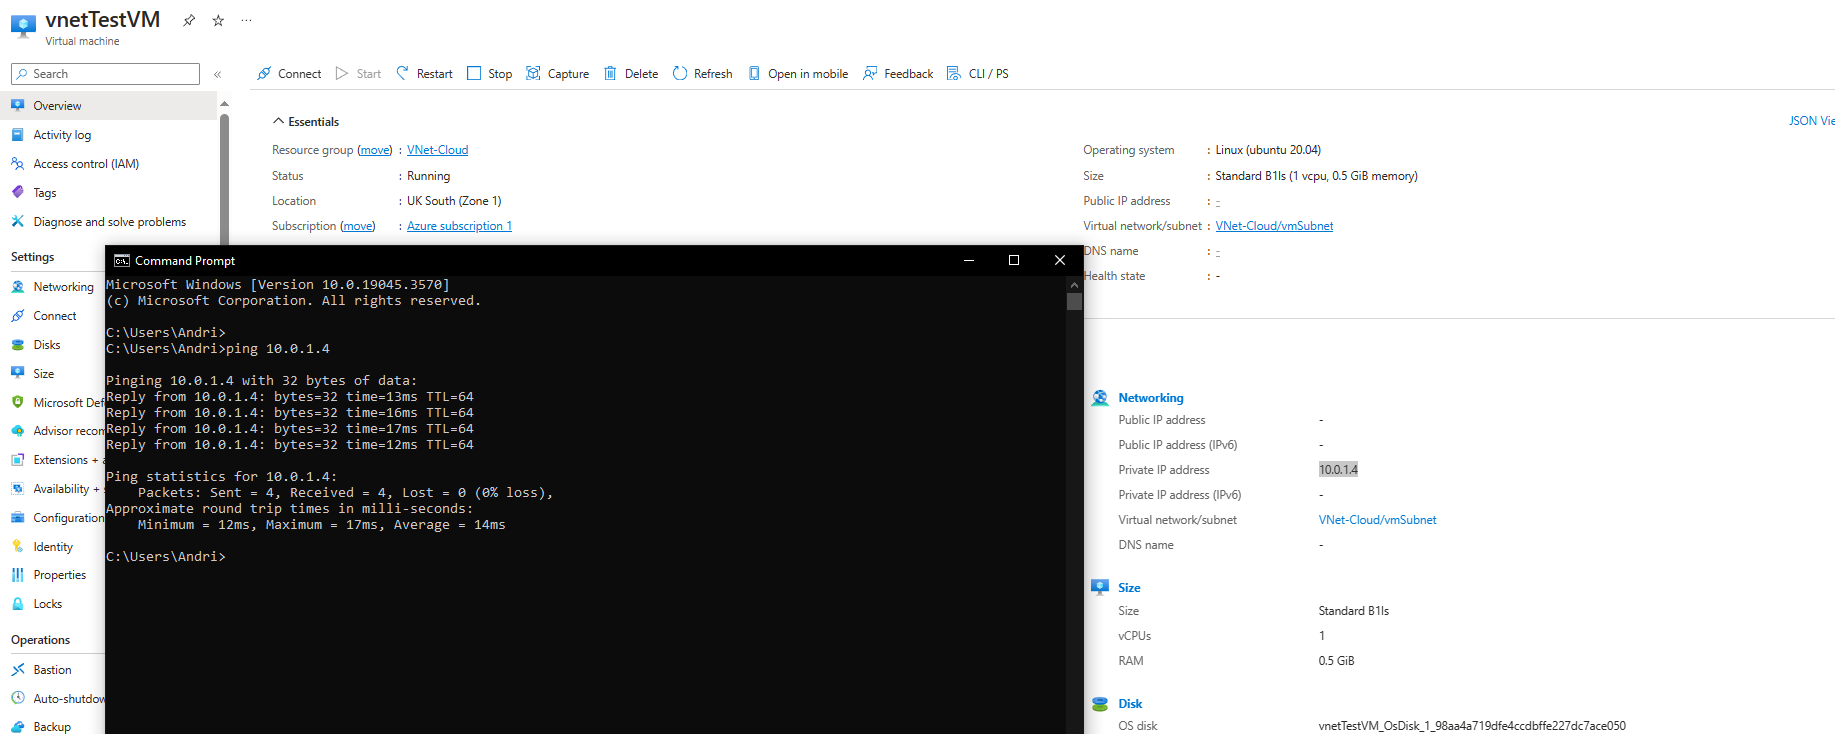 vnetTestVM
Virtual machine
Search
Connect Start Restart Stop Capture Delete Refresh Open in mobile Feedback CLI / PS
Overview
Activity log
Access control (IAM)
Tags
Diagnose and solve problems
Settings
Networking
Connect
Disks
Size
Microsoft Def
Advisor recom
Extensions + a
Availability +
Configuration
Identity
Properties
Locks
Operations
Bastion
Auto-shutdow
Backup
Essentials
JSON Vie
Resource group (move) : VNet-Cloud
Status : Running
Location : UK South (Zone 1)
Subscription (move) : Azure subscription 1
Operating system : Linux (ubuntu 20.04)
Size : Standard B1ls (1 vcpu, 0.5 GiB memory)
Public IP address : -
Virtual network/subnet : VNet-Cloud/vmSubnet
DNS name : -
Health state : -
Command Prompt
Microsoft Windows [Version 10.0.19045.3570]
(c) Microsoft Corporation. All rights reserved.
C:\Users\Andri>
C:\Users\Andri>ping 10.0.1.4
Pinging 10.0.1.4 with 32 bytes of data:
Reply from 10.0.1.4: bytes=32 time=13ms TTL=64
Reply from 10.0.1.4: bytes=32 time=16ms TTL=64
Reply from 10.0.1.4: bytes=32 time=17ms TTL=64
Reply from 10.0.1.4: bytes=32 time=12ms TTL=64
Ping statistics for 10.0.1.4:
Packets: Sent = 4, Received = 4, Lost = 0 (0% loss),
Approximate round trip times in milli-seconds:
Minimum = 12ms, Maximum = 17ms, Average = 14ms
C:\Users\Andri>
Networking
Public IP address -
Public IP address (IPv6) -
Private IP address 10.0.1.4
Private IP address (IPv6) -
Virtual network/subnet VNet-Cloud/vmSubnet
DNS name -
Size
Size Standard B1ls
vCPUs 1
RAM 0.5 GiB
Disk
OS disk vnetTestVM_OsDisk_1_98aa4a719dfe4ccdbffe227dc7ace050